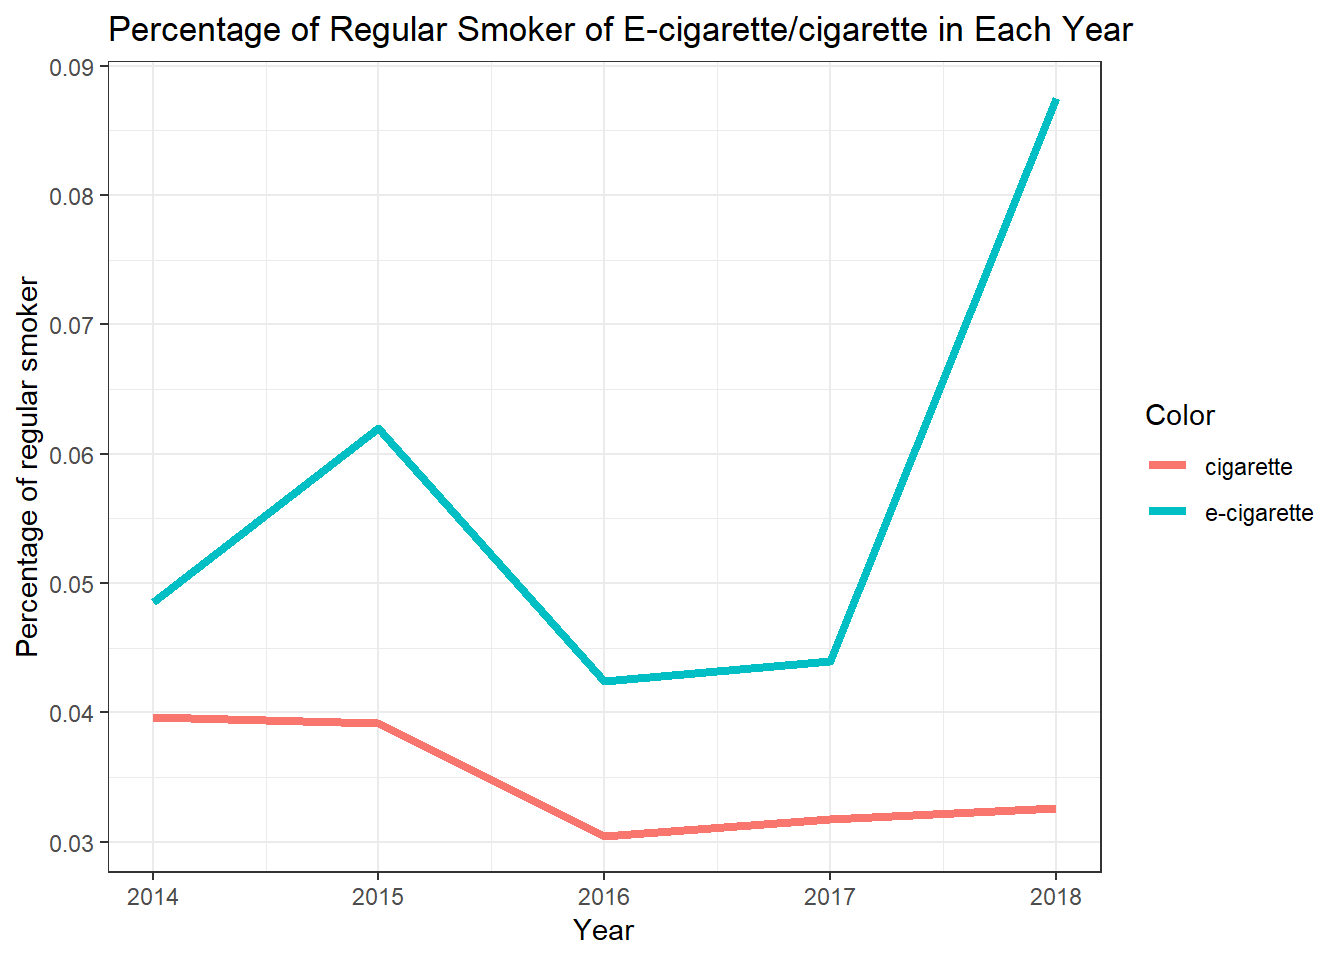 Percentage of Regular Smoker of E-cigarette/cigarette in Each Year
0.09
0.08
0.07
0.06
0.05
0.04
0.03
Percentage of regular smoker
2014 2015 2016 2017 2018
Year
Color
cigarette
e-cigarette